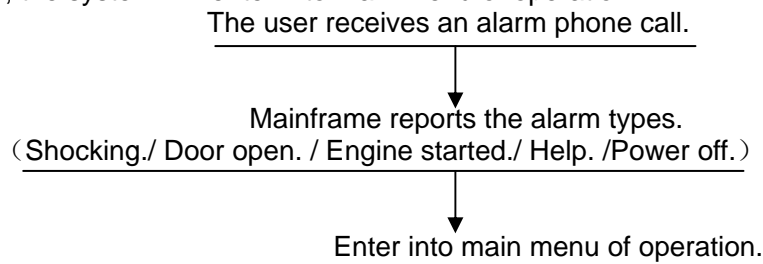 The user receives an alarm phone call.
Mainframe reports the alarm types.
（Shocking./ Door open. / Engine started./ Help. /Power off.）
Enter into main menu of operation.